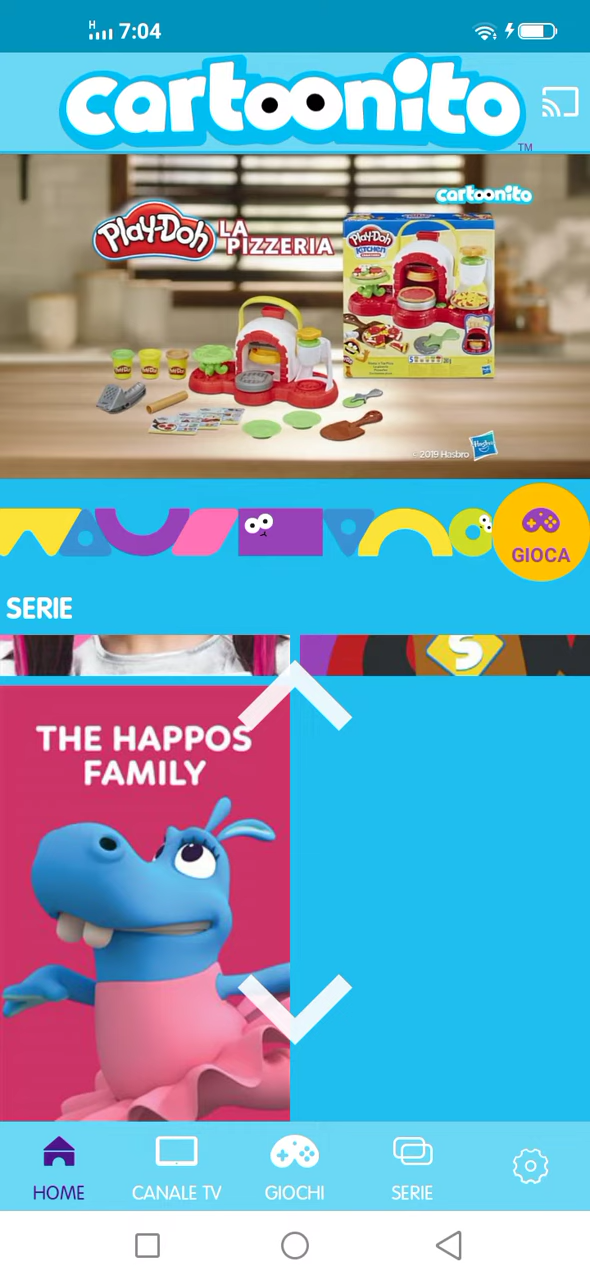 H
7:04
cartoonito
TM
cartoonito
Play-Doh LA
PIZZERIA
Play-Doh
KITCHEN
© 2019 Hasbro
Hasbro
GIOCA
SERIE
S
THE HAPPOS
FAMILY
HOME
CANALE TV
GIOCHI
SERIE